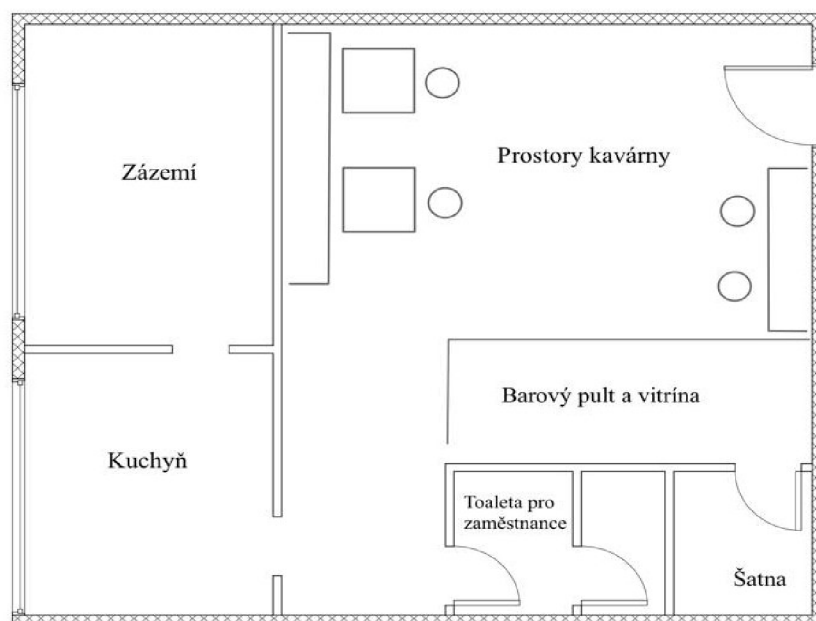 Prostory kavárny
Zázemí
Barový pult a vitrína
Kuchyň
Toaleta pro
zaměstnance
Šatna